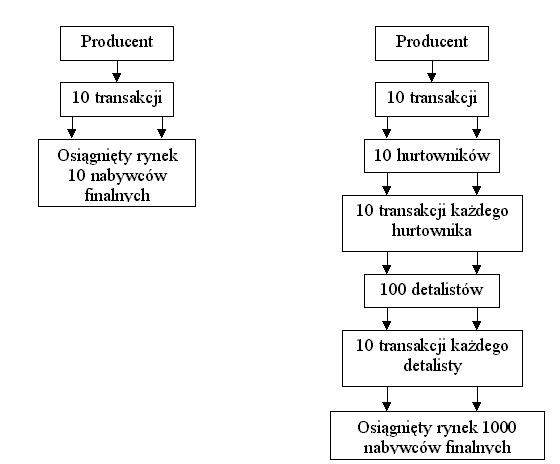 Producent
10 transakcji
Osiągnięty rynek
10 nabywców
finalnych
Producent
10 transakcji
10 hurtowników
10 transakcji każdego
hurtownika
100 detalistów
10 transakcji każdego
detalisty
Osiągnięty rynek 1000
nabywców finalnych